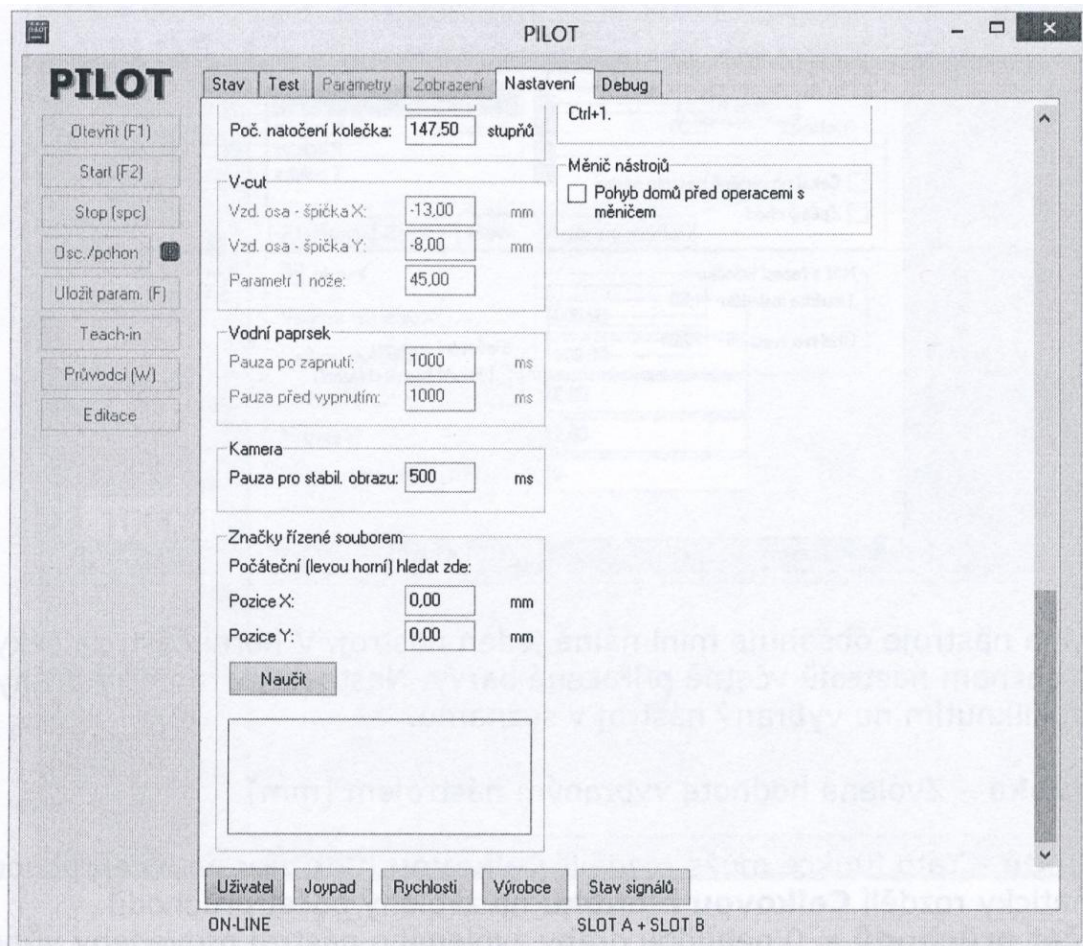 PILOT
PILOT
Stav Test Parametry Zobrazení Nastavení Debug
Otevřít (F1)
Start (F2)
Stop (spc)
Osc./pohon
Uložit param. (F)
Teach-in
Průvodci (W)
Editace
Poč. natočení kolečka: 147,50 stupňů
V-cut
Vzd. osa - špička X: -13,00 mm
Vzd. osa - špička Y: -8,00 mm
Parametr 1 nože: 45,00
Vodní paprsek
Pauza po zapnutí: 1000 ms
Pauza před vypnutím: 1000 ms
Kamera
Pauza pro stabil. obrazu: 500 ms
Značky řízené souborem
Počáteční (levou horní) hledat zde:
Pozice X: 0,00 mm
Pozice Y: 0,00 mm
Naučit
Ctrl+1.
Měnič nástrojů
Pohyb domů před operacemi s
měničem
Uživatel Joypad Rychlosti Výrobce Stav signálů
ON-LINE SLOT A + SLOT B